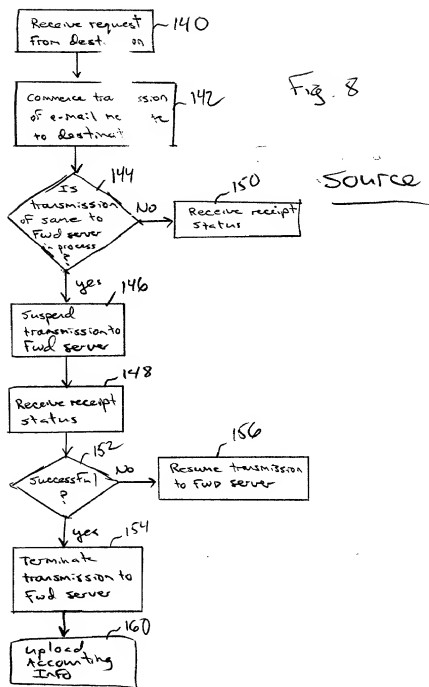 Receive request
from
140
Fig. 8
Source
Commence
of e-mail
to
142
144
Is
transmission
of same to
Fwd server
in process
?
No
150
Receive receipt
status
yes
146
Suspend
transmission to
Fwd server
148
Receive receipt
status
152
Successful
?
No
156
Resume transmission
to Fwd server
yes
154
Terminate
transmission to
Fwd server
160
Upload
Accounting
Info